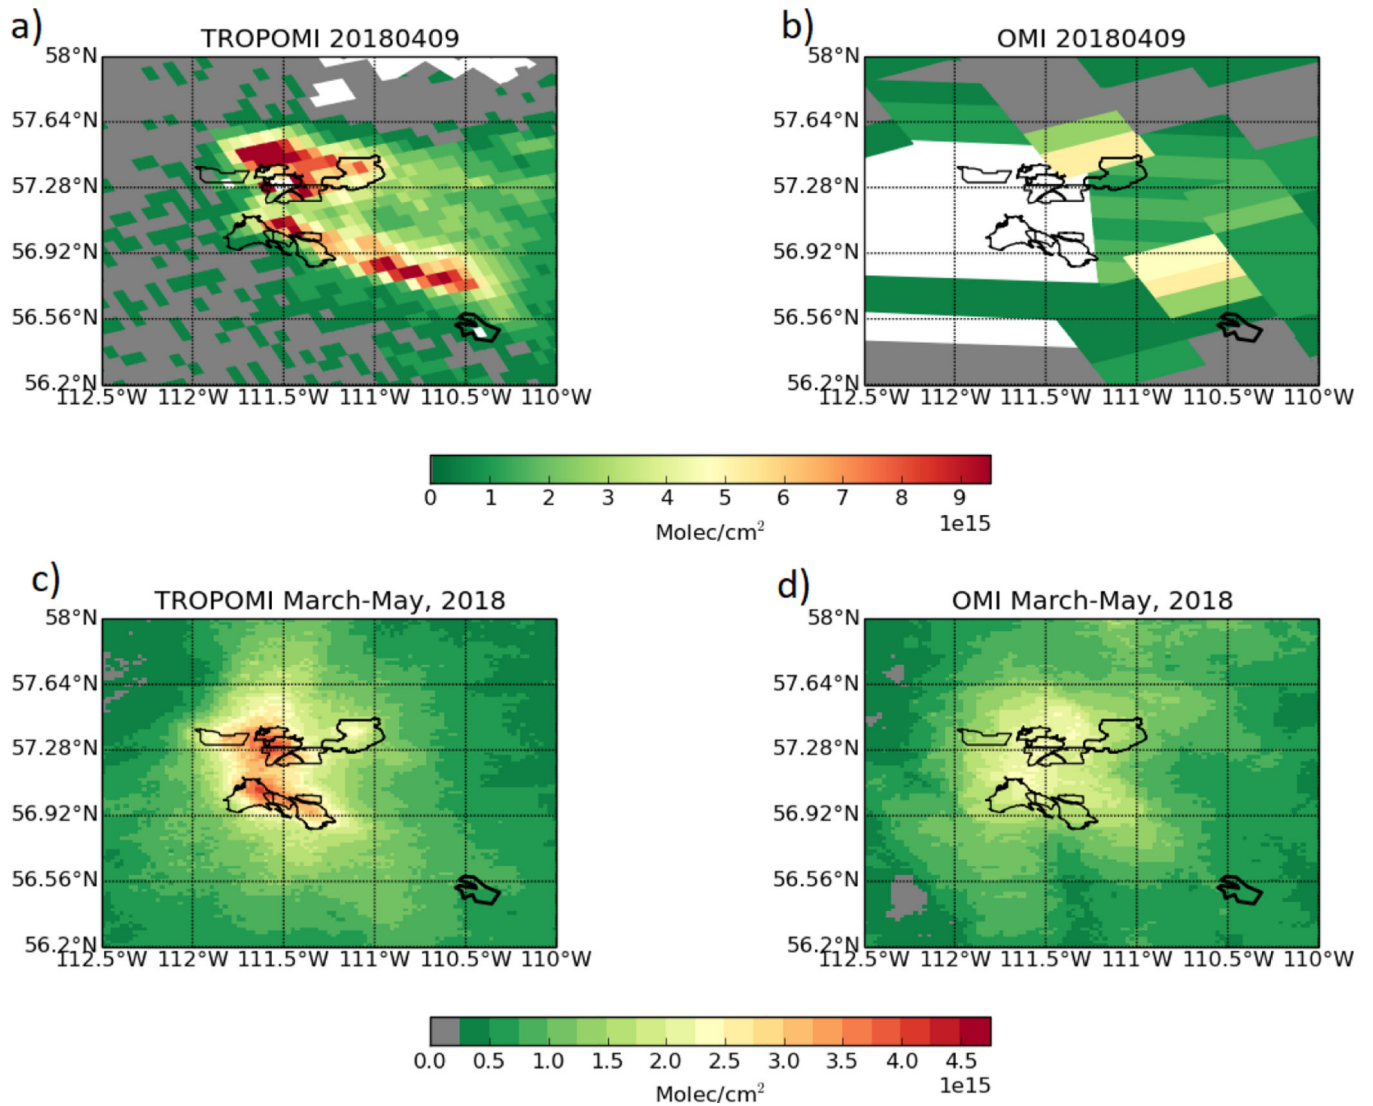 a)
TROPOMI 20180409
58°N
57.64°N
57.28°N
56.92°N
56.56°N
56.2°N
112.5°W 112°W 111.5°W 111°W 110.5°W 110°W
b)
OMI 20180409
58°N
57.64°N
57.28°N
56.92°N
56.56°N
56.2°N
112.5°W 112°W 111.5°W 111°W 110.5°W 110°W
0 1 2 3 4 5 6 7 8 9
1e15
Molec/cm²
c)
TROPOMI March-May, 2018
58°N
57.64°N
57.28°N
56.92°N
56.56°N
56.2°N
112.5°W 112°W 111.5°W 111°W 110.5°W 110°W
d)
OMI March-May, 2018
58°N
57.64°N
57.28°N
56.92°N
56.56°N
56.2°N
112.5°W 112°W 111.5°W 111°W 110.5°W 110°W
0.0 0.5 1.0 1.5 2.0 2.5 3.0 3.5 4.0 4.5
1e15
Molec/cm²